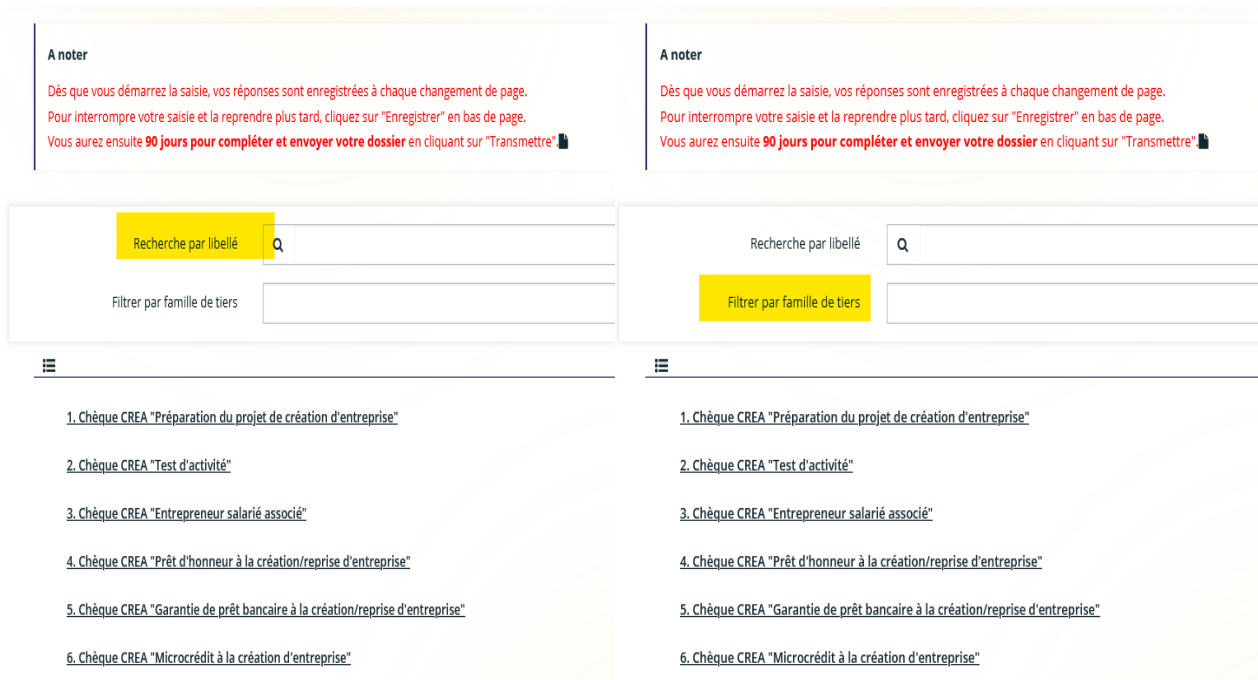 A noter
Dès que vous démarrez la saisie, vos réponses sont enregistrées à chaque changement de page.
Pour interrompre votre saisie et la reprendre plus tard, cliquez sur "Enregistrer" en bas de page.
Vous aurez ensuite 90 jours pour compléter et envoyer votre dossier en cliquant sur "Transmettre".
Recherche par libellé
Filtrer par famille de tiers
1. Chèque CREA "Préparation du projet de création d'entreprise"
2. Chèque CREA "Test d'activité"
3. Chèque CREA "Entrepreneur salarié associé"
4. Chèque CREA "Prêt d'honneur à la création/reprise d'entreprise"
5. Chèque CREA "Garantie de prêt bancaire à la création/reprise d'entreprise"
6. Chèque CREA "Microcrédit à la création d'entreprise"
A noter
Dès que vous démarrez la saisie, vos réponses sont enregistrées à chaque changement de page.
Pour interrompre votre saisie et la reprendre plus tard, cliquez sur "Enregistrer" en bas de page.
Vous aurez ensuite 90 jours pour compléter et envoyer votre dossier en cliquant sur "Transmettre".
Recherche par libellé
Filtrer par famille de tiers
1. Chèque CREA "Préparation du projet de création d'entreprise"
2. Chèque CREA "Test d'activité"
3. Chèque CREA "Entrepreneur salarié associé"
4. Chèque CREA "Prêt d'honneur à la création/reprise d'entreprise"
5. Chèque CREA "Garantie de prêt bancaire à la création/reprise d'entreprise"
6. Chèque CREA "Microcrédit à la création d'entreprise"